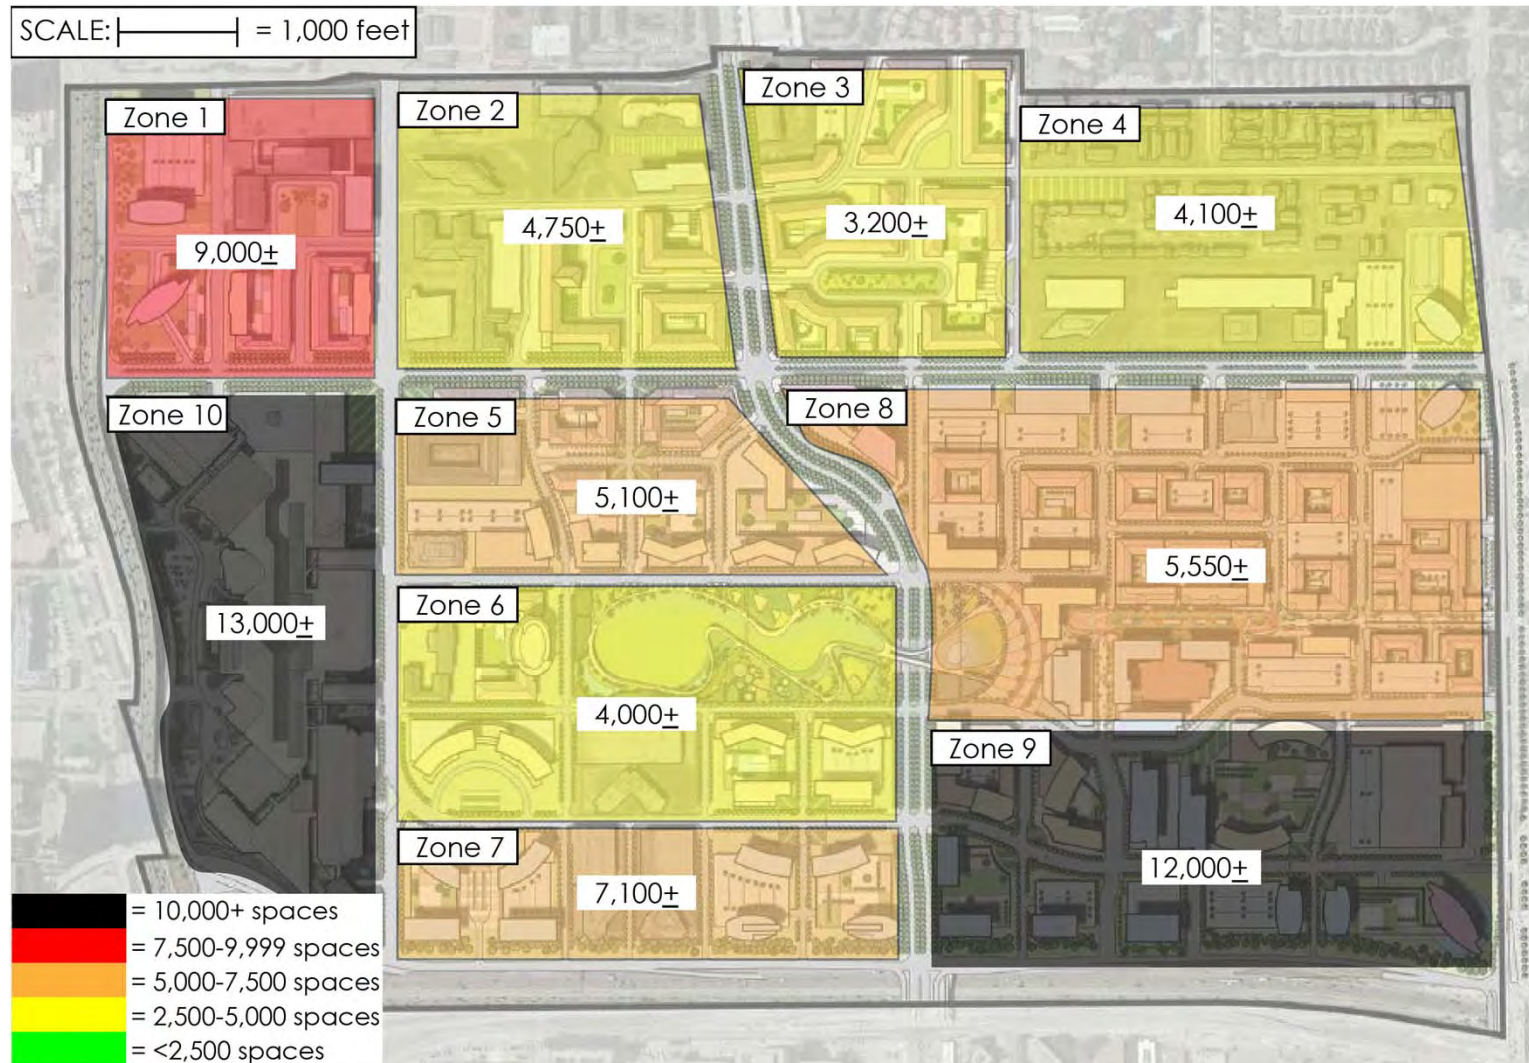 SCALE: = 1,000 feet
Zone 1
9,000±
Zone 2
4,750±
Zone 3
3,200±
Zone 4
4,100±
Zone 10
13,000±
Zone 5
5,100±
Zone 8
5,550±
Zone 6
4,000±
Zone 9
12,000±
Zone 7
7,100±
= 10,000+ spaces
= 7,500-9,999 spaces
= 5,000-7,500 spaces
= 2,500-5,000 spaces
= <2,500 spaces